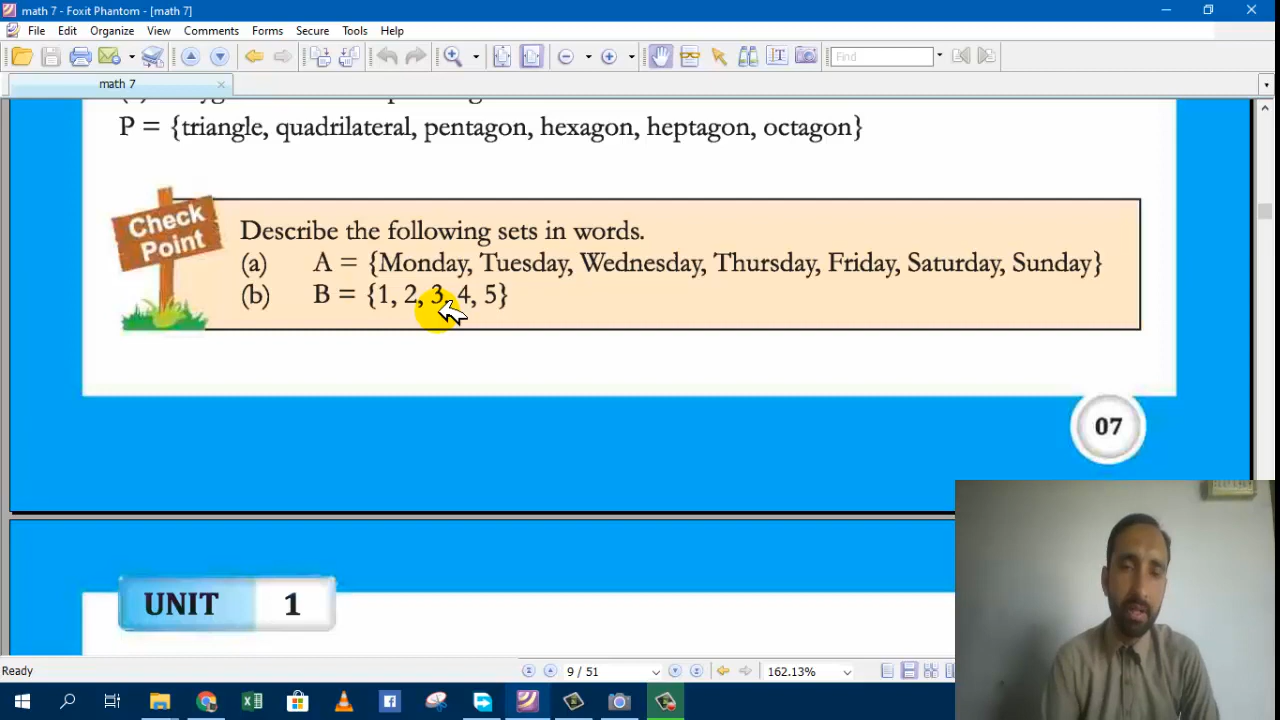 math 7 - Foxit Phantom - [math 7]
File Edit Organize View Comments Forms Secure Tools Help
Find
math 7
P = {triangle, quadrilateral, pentagon, hexagon, heptagon, octagon}
Check Point
Describe the following sets in words.
(a) A = {Monday, Tuesday, Wednesday, Thursday, Friday, Saturday, Sunday}
(b) B = {1, 2, 3, 4, 5}
07
UNIT 1
Ready
9 / 51
162.13%